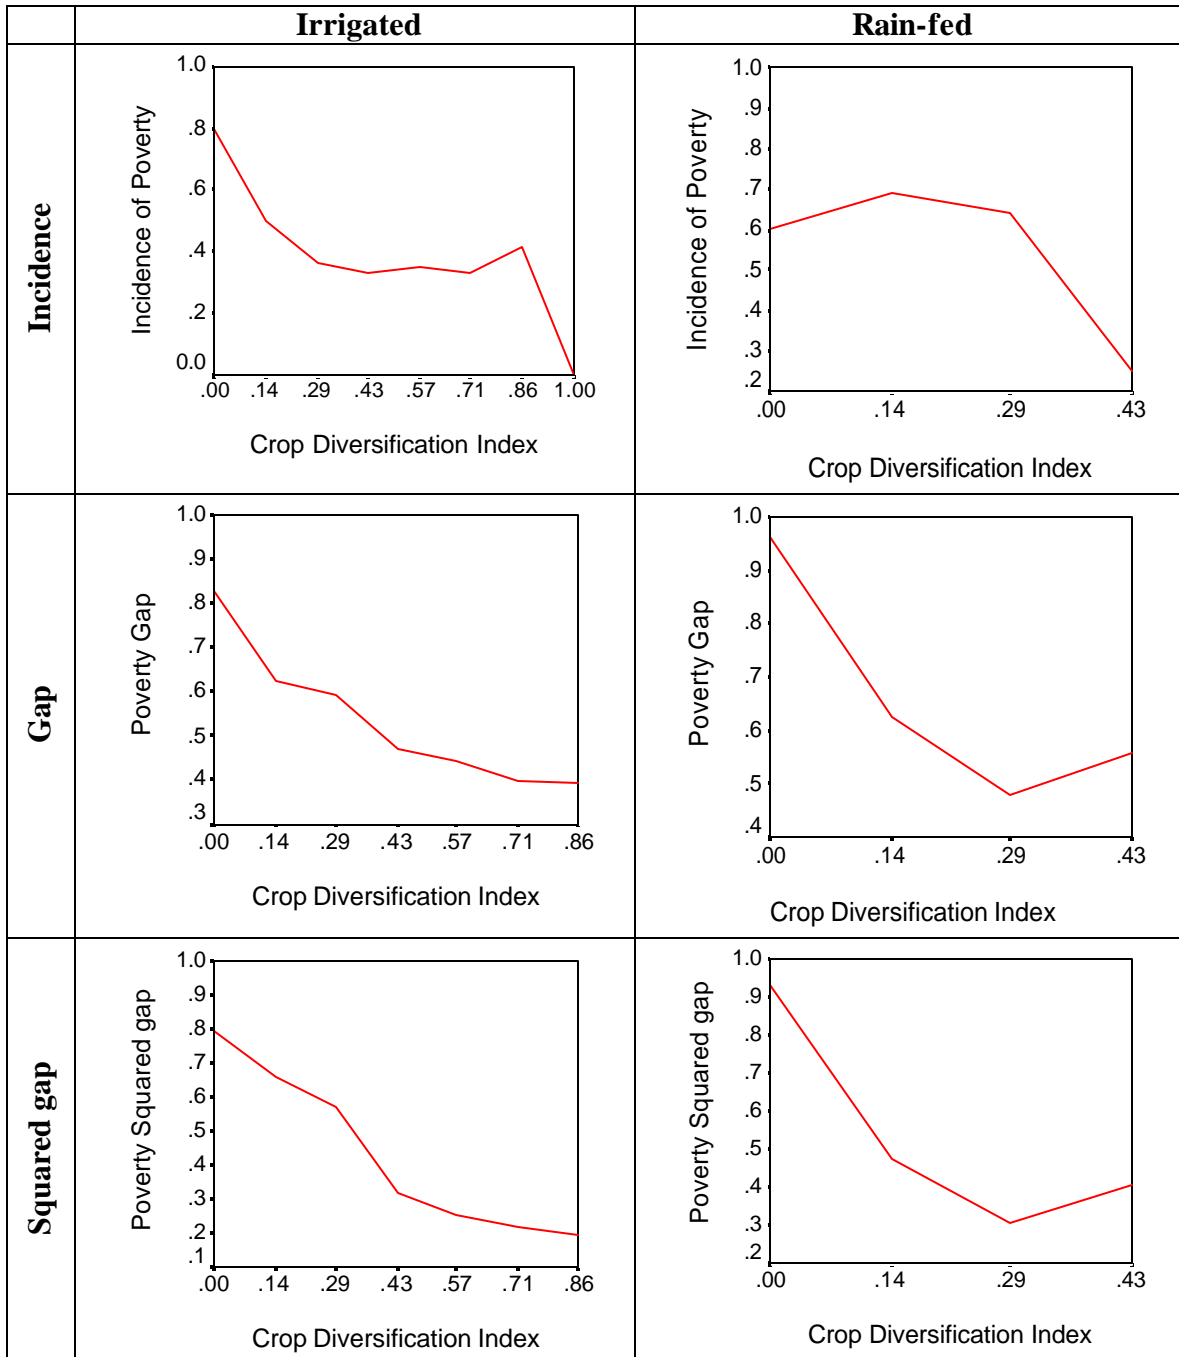 Irrigated Rain-fed
Incidence
Incidence of Poverty
1.0
.8
.6
.4
.2
0.0
.00 .14 .29 .43 .57 .71 .86 1.00
Crop Diversification Index
Incidence of Poverty
1.0
.9
.8
.7
.6
.5
.4
.3
.2
.00 .14 .29 .43
Crop Diversification Index
Gap
Poverty Gap
1.0
.9
.8
.7
.6
.5
.4
.3
.00 .14 .29 .43 .57 .71 .86
Crop Diversification Index
Poverty Gap
1.0
.9
.8
.7
.6
.5
.4
.00 .14 .29 .43
Crop Diversification Index
Squared gap
Poverty Squared gap
1.0
.9
.8
.7
.6
.5
.4
.3
.2
.1
.00 .14 .29 .43 .57 .71 .86
Crop Diversification Index
Poverty Squared gap
1.0
.9
.8
.7
.6
.5
.4
.3
.2
.00 .14 .29 .43
Crop Diversification Index